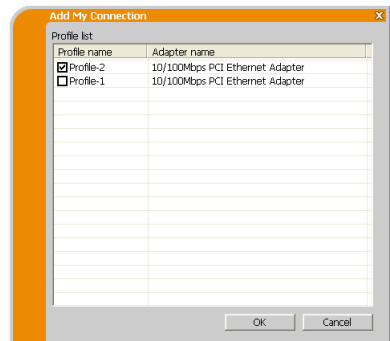 Add My Connection
Profile list
Profile name Adapter name
Profile-2 10/100Mbps PCI Ethernet Adapter
Profile-1 10/100Mbps PCI Ethernet Adapter
OK Cancel